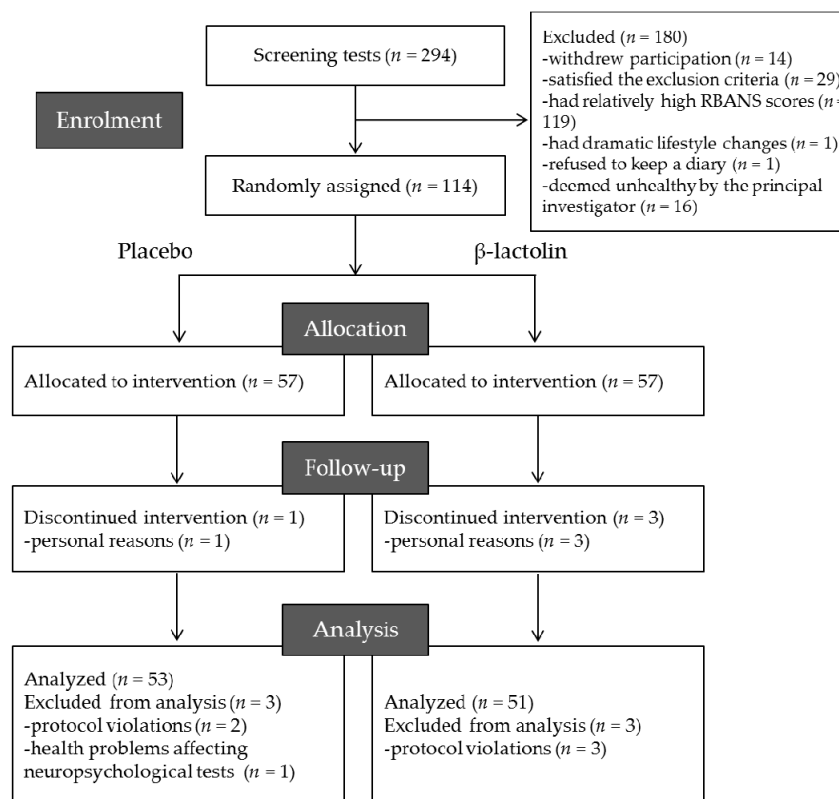 Screening tests (n = 294)
Excluded (n = 180)
-withdrew participation (n = 14)
-satisfied the exclusion criteria (n = 29)
-had relatively high RBANS scores (n =
119)
-had dramatic lifestyle changes (n = 1)
-refused to keep a diary (n = 1)
-deemed unhealthy by the principal
investigator (n = 16)
Enrolment
Randomly assigned (n = 114)
Placebo
β-lactolin
Allocation
Allocated to intervention (n = 57)
Allocated to intervention (n = 57)
Follow-up
Discontinued intervention (n = 1)
-personal reasons (n = 1)
Discontinued intervention (n = 3)
-personal reasons (n = 3)
Analysis
Analyzed (n = 53)
Excluded from analysis (n = 3)
-protocol violations (n = 2)
-health problems affecting
neuropsychological tests (n = 1)
Analyzed (n = 51)
Excluded from analysis (n = 3)
-protocol violations (n = 3)